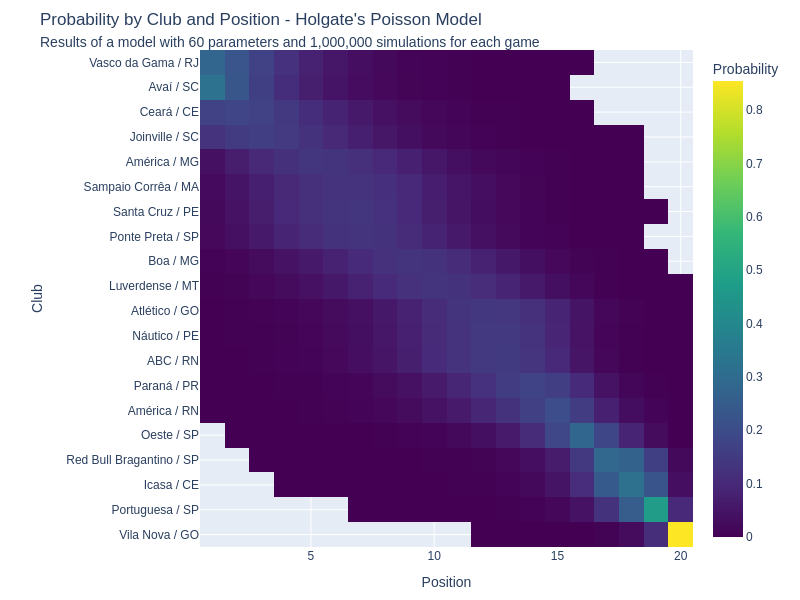 Probability by Club and Position - Holgate's Poisson Model
Results of a model with 60 parameters and 1,000,000 simulations for each game
Probability
Vasco da Gama / RJ
Avaí / SC
Ceará / CE
Joinville / SC
América / MG
Sampaio Corrêa / MA
Santa Cruz / PE
Ponte Preta / SP
Boa / MG
Luverdense / MT
Atlético / GO
Náutico / PE
ABC / RN
Paraná / PR
América / RN
Oeste / SP
Red Bull Bragantino / SP
Icasa / CE
Portuguesa / SP
Vila Nova / GO
Club
5
10
15
20
Position
0.8
0.7
0.6
0.5
0.4
0.3
0.2
0.1
0